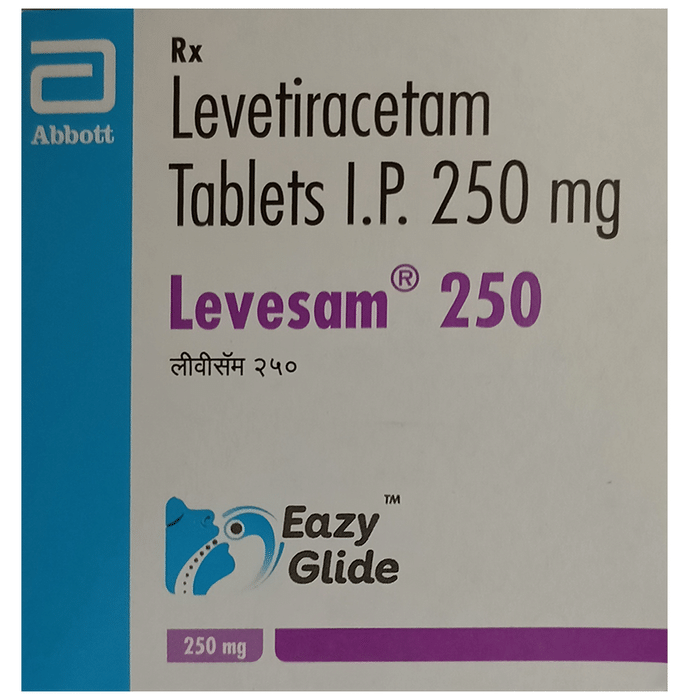 Abbott
Rx
Levetiracetam
Tablets I.P. 250 mg
Levesam® 250
लीवीसॅम २५०
Eazy™
Glide
250 mg